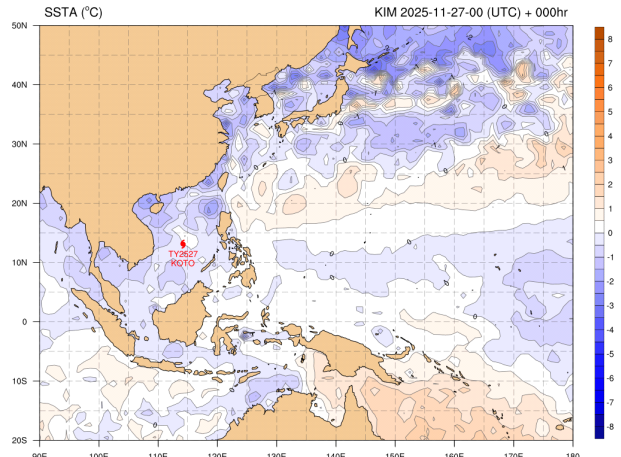 SSTA (°C)
KIM 2025-11-27-00 (UTC) + 000hr
50N
40N
30N
20N
10N
0
10S
20S
90E
100E
110E
120E
130E
140E
150E
160E
170E
180
TY2527
KOTO
8
7
6
5
4
3
2
1
0
-1
-2
-3
-4
-5
-6
-7
-8